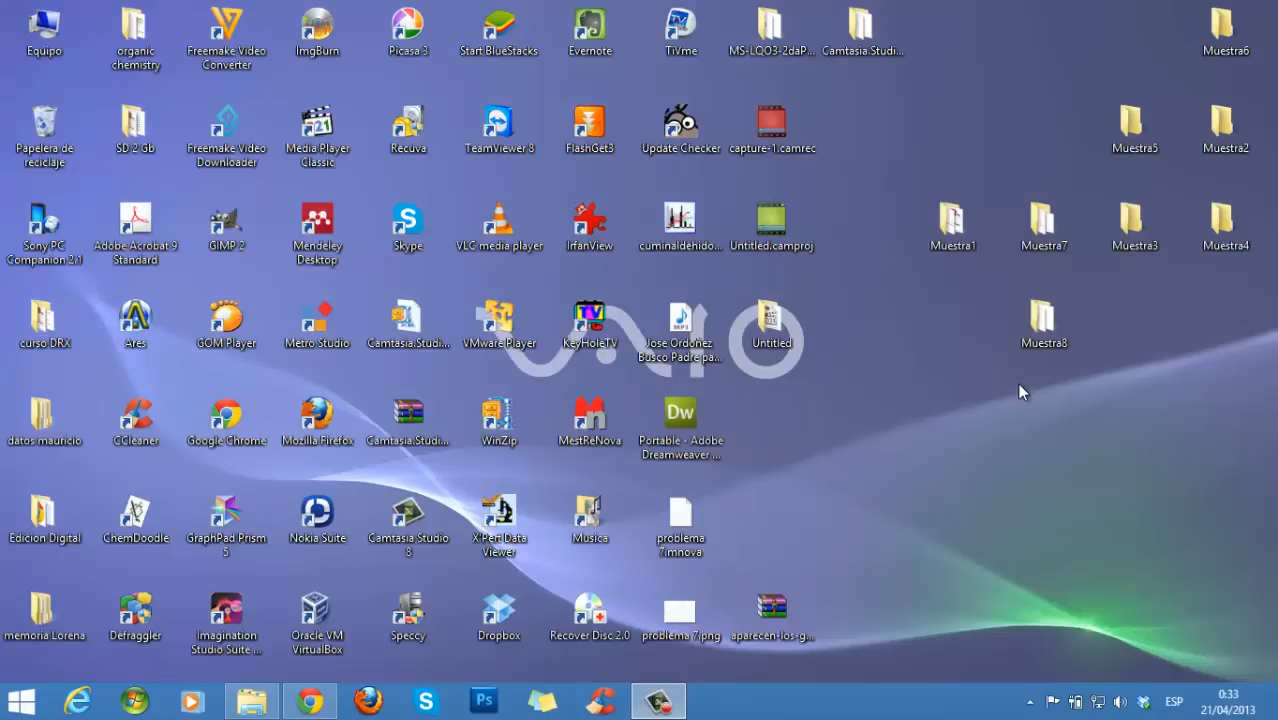 Equipo
organic
chemistry
Freemake Video
Converter
ImgBurn
Picasa 3
Start BlueStacks
Evernote
TiVme
MS-LQO3-2daP...
Camtasia.Studi...
Muestra6
Papelera de
reciclaje
SD 2 Gb
Freemake Video
Downloader
Media Player
Classic
Recuva
TeamViewer 8
FlashGet3
Update Checker
capture-1.camrec
Muestra5
Muestra2
Sony PC
Companion 2.1
Adobe Acrobat 9
Standard
GIMP 2
Mendeley
Desktop
Skype
VLC media player
IrfanView
cuminaldehido...
Untitled.camproj
Muestra1
Muestra7
Muestra3
Muestra4
curso DRX
Ares
GOM Player
Metro Studio
Camtasia.Studi...
VMware Player
KeyHoleTV
Jose Ordoñez
Busco Padre pa...
Untitled
Muestra8
VAIO
datos mauricio
CCleaner
Google Chrome
Mozilla Firefox
Camtasia.Studi...
WinZip
MestReNova
Portable - Adobe
Dreamweaver ...
Edicion Digital
ChemDoodle
GraphPad Prism
5
Nokia Suite
Camtasia Studio
8
X'Pert Data
Viewer
Musica
problema
7.mnova
memoria Lorena
Defraggler
Imagination
Studio Suite ...
Oracle VM
VirtualBox
Speccy
Dropbox
Recover Disc 2.0
problema 7.png
aparecen-los-g...
ESP
0:33
21/04/2013